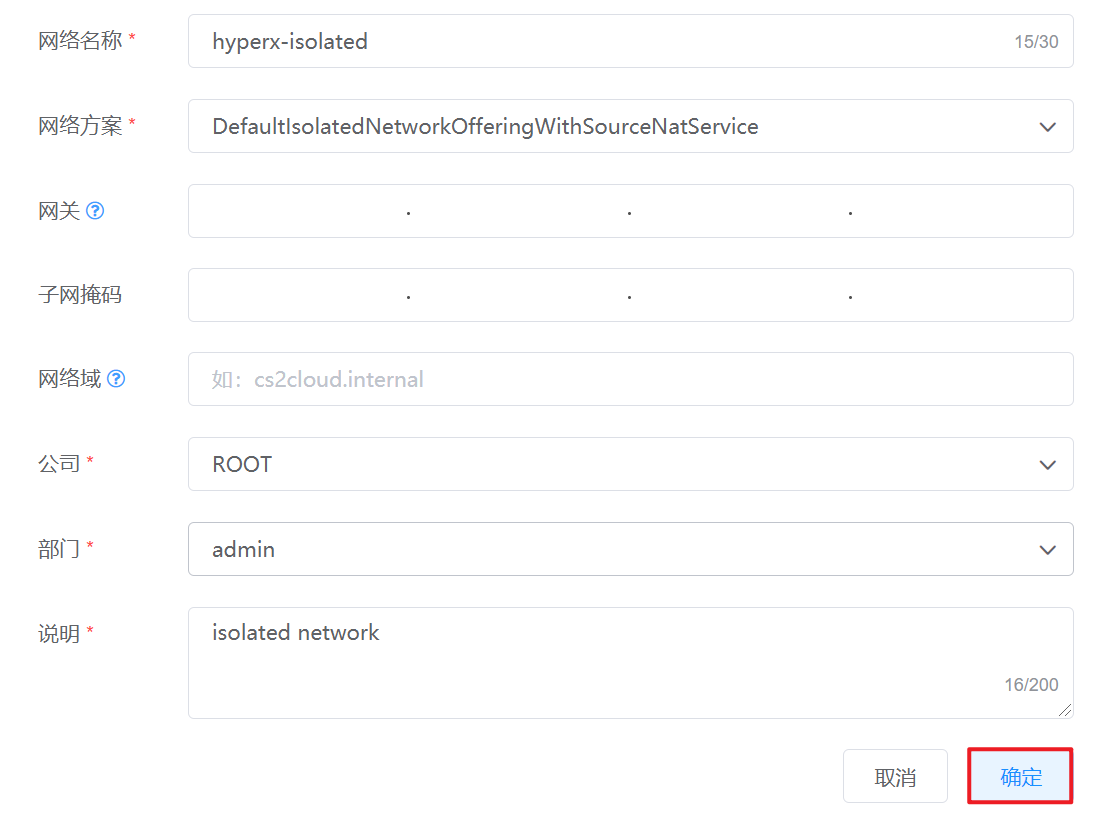 网络名称 * hyperx-isolated 15/30
网络方案 * DefaultIsolatedNetworkOfferingWithSourceNatService
网关 ? . . .
子网掩码 . . .
网络域 ? 如：cs2cloud.internal
公司 * ROOT
部门 * admin
说明 * isolated network
16/200
取消 确定